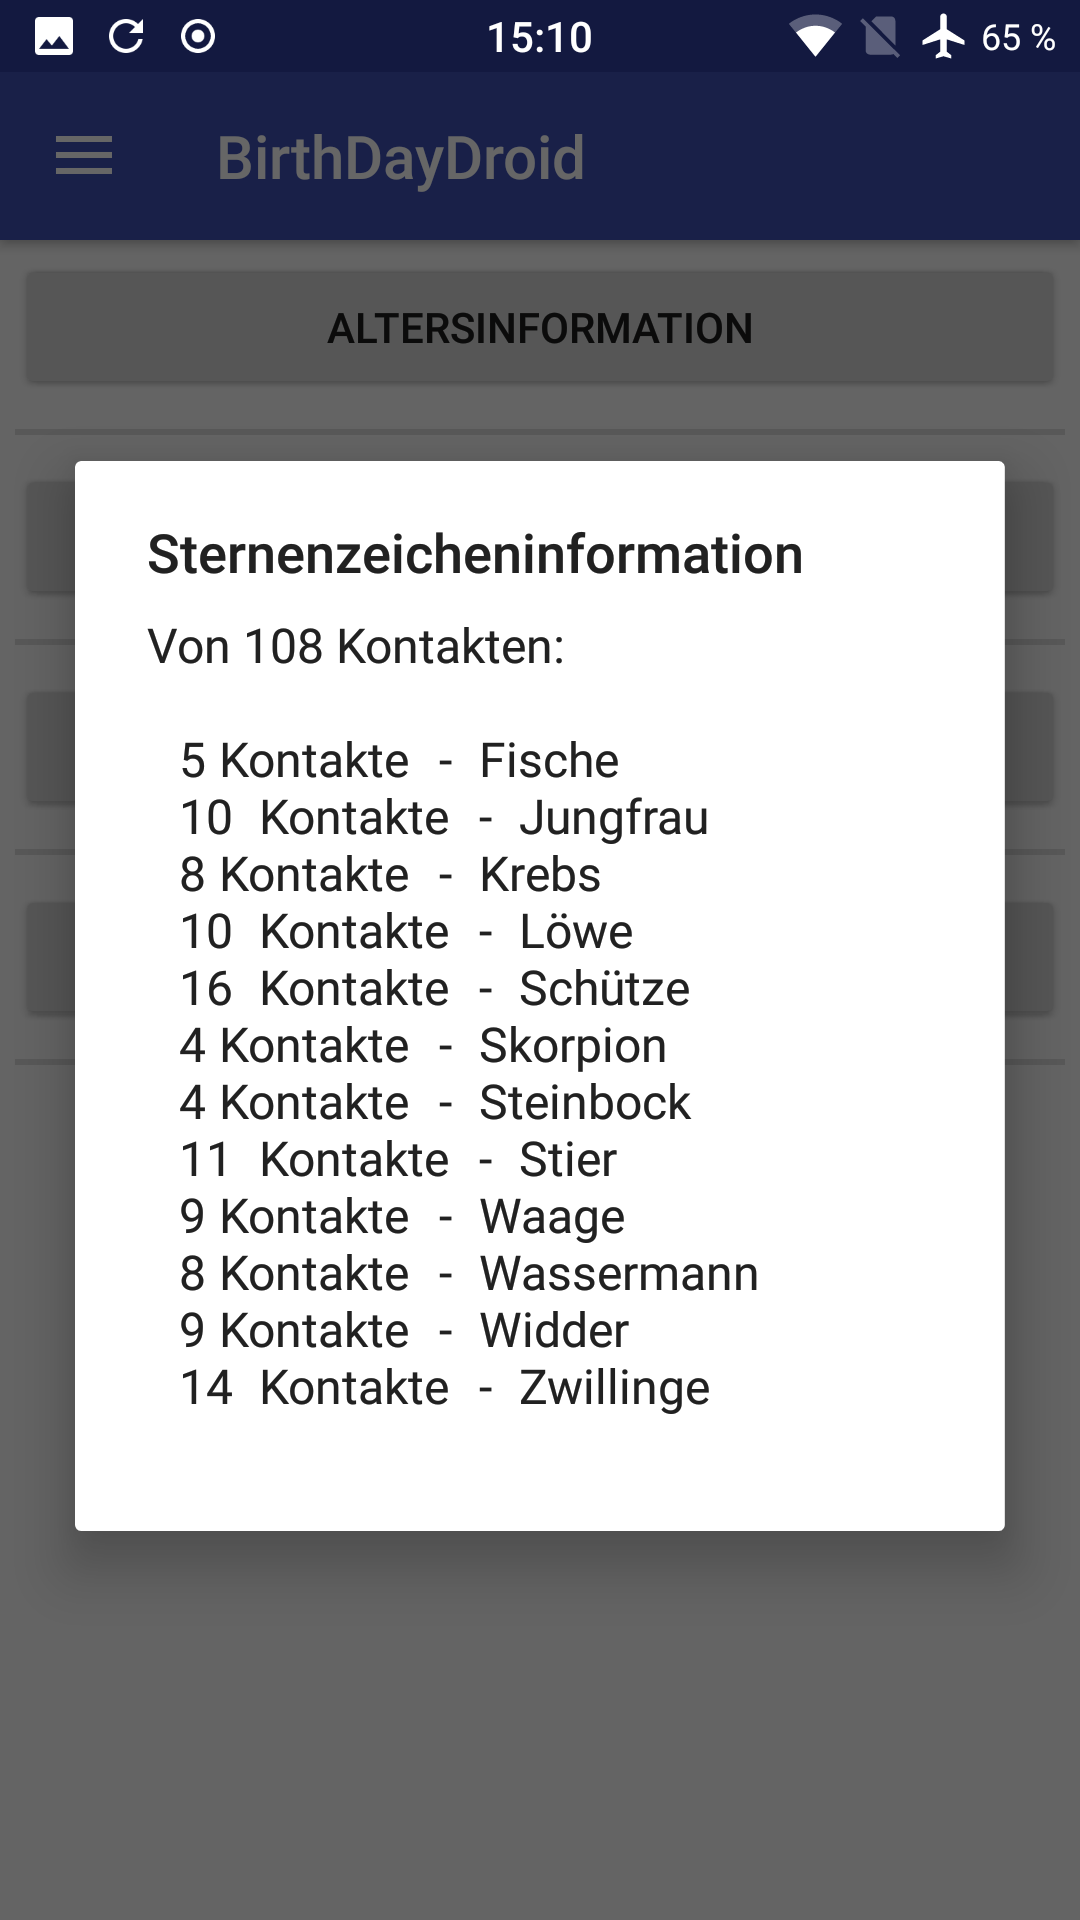 15:10
65 %
BirthDayDroid
ALTERSINFORMATION
Sternenzeicheninformation
Von 108 Kontakten:
5 Kontakte - Fische
10 Kontakte - Jungfrau
8 Kontakte - Krebs
10 Kontakte - Löwe
16 Kontakte - Schütze
4 Kontakte - Skorpion
4 Kontakte - Steinbock
11 Kontakte - Stier
9 Kontakte - Waage
8 Kontakte - Wassermann
9 Kontakte - Widder
14 Kontakte - Zwillinge